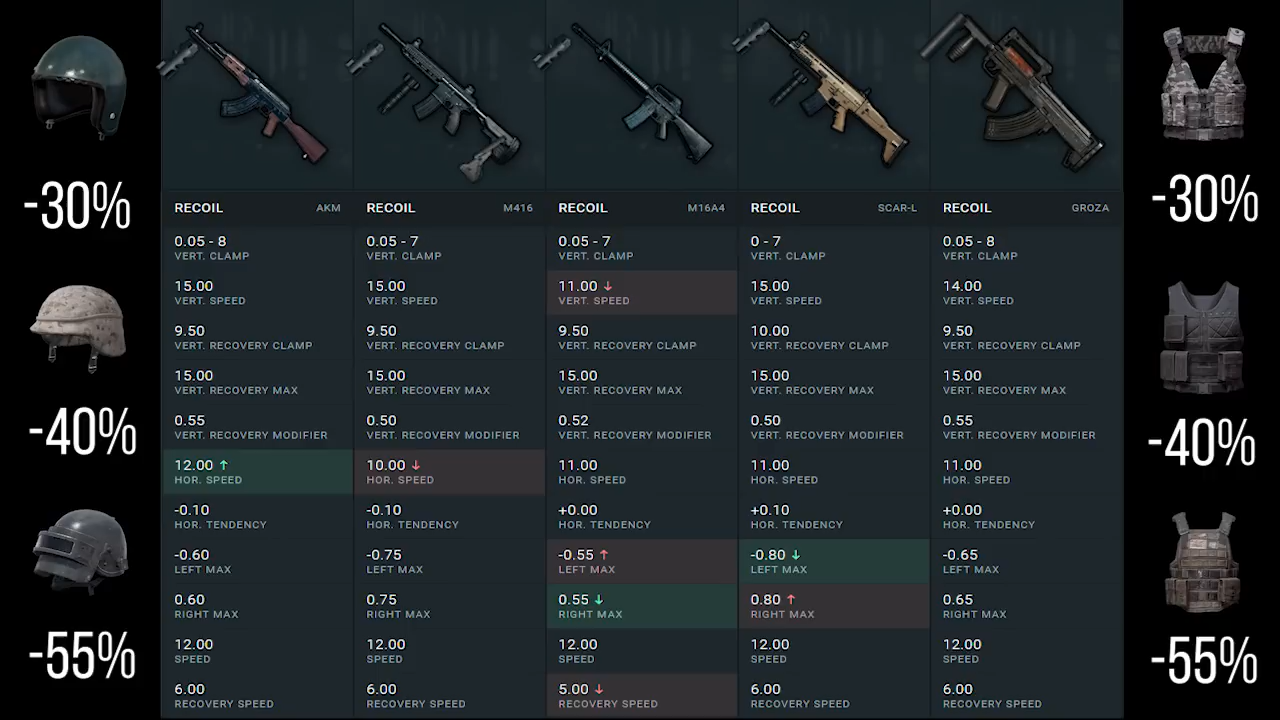 -30%
-40%
-55%
RECOIL AKM
0.05 - 8
VERT. CLAMP
15.00
VERT. SPEED
9.50
VERT. RECOVERY CLAMP
15.00
VERT. RECOVERY MAX
0.55
VERT. RECOVERY MODIFIER
12.00 ↑
HOR. SPEED
-0.10
HOR. TENDENCY
-0.60
LEFT MAX
0.60
RIGHT MAX
12.00
SPEED
6.00
RECOVERY SPEED
RECOIL M416
0.05 - 7
VERT. CLAMP
15.00
VERT. SPEED
9.50
VERT. RECOVERY CLAMP
15.00
VERT. RECOVERY MAX
0.50
VERT. RECOVERY MODIFIER
10.00 ↓
HOR. SPEED
-0.10
HOR. TENDENCY
-0.75
LEFT MAX
0.75
RIGHT MAX
12.00
SPEED
6.00
RECOVERY SPEED
RECOIL M16A4
0.05 - 7
VERT. CLAMP
11.00 ↓
VERT. SPEED
9.50
VERT. RECOVERY CLAMP
15.00
VERT. RECOVERY MAX
0.52
VERT. RECOVERY MODIFIER
11.00
HOR. SPEED
+0.00
HOR. TENDENCY
-0.55 ↑
LEFT MAX
0.55 ↓
RIGHT MAX
12.00
SPEED
5.00 ↓
RECOVERY SPEED
RECOIL SCAR-L
0 - 7
VERT. CLAMP
15.00
VERT. SPEED
10.00
VERT. RECOVERY CLAMP
15.00
VERT. RECOVERY MAX
0.50
VERT. RECOVERY MODIFIER
11.00
HOR. SPEED
+0.10
HOR. TENDENCY
-0.80 ↓
LEFT MAX
0.80 ↑
RIGHT MAX
12.00
SPEED
6.00
RECOVERY SPEED
RECOIL GROZA
0.05 - 8
VERT. CLAMP
14.00
VERT. SPEED
9.50
VERT. RECOVERY CLAMP
15.00
VERT. RECOVERY MAX
0.55
VERT. RECOVERY MODIFIER
11.00
HOR. SPEED
+0.00
HOR. TENDENCY
-0.65
LEFT MAX
0.65
RIGHT MAX
12.00
SPEED
6.00
RECOVERY SPEED
-30%
-40%
-55%